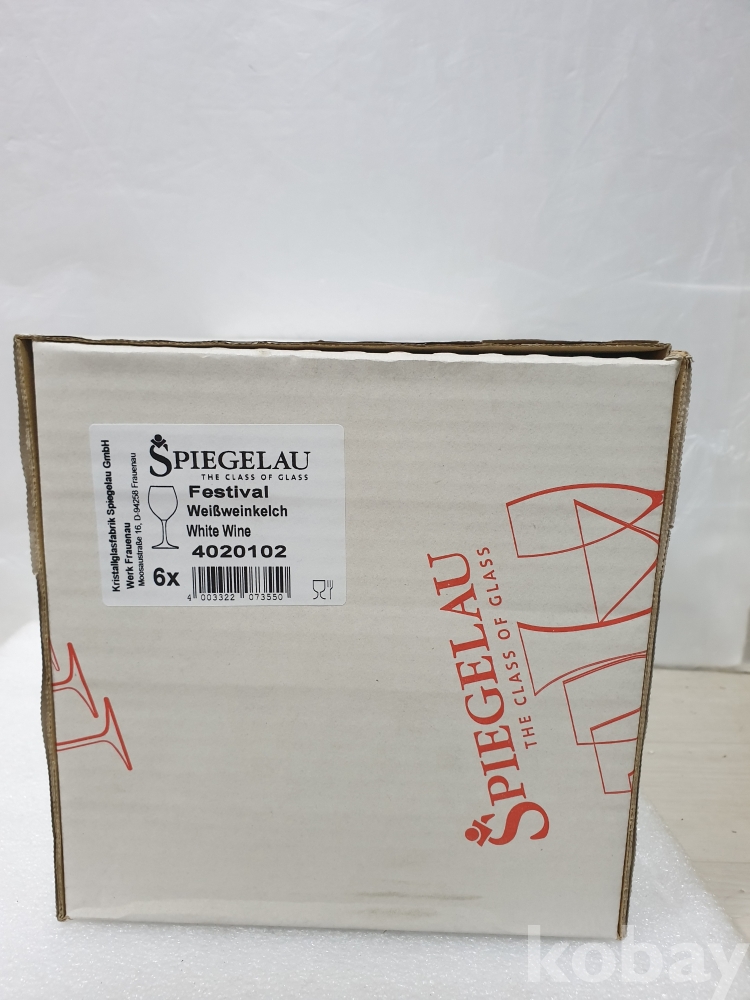 Kristallglasfabrik Spiegelau GmbH
Werk Frauenau
Moosaustraße 16, D-94258 Frauenau
SPIEGELAU
THE CLASS OF GLASS
Festival
Weißweinkelch
White Wine
4020102
6x
4 003322 073550
SPIEGELAU
THE CLASS OF GLASS
kobay